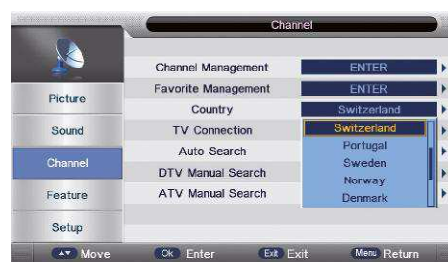 Channel
Channel Management ENTER
Favorite Management ENTER
Picture
Country Switzerland
Sound
TV Connection Switzerland
Portugal
Auto Search
Channel
Sweden
DTV Manual Search
Norway
Feature
ATV Manual Search Denmark
Setup
Move Ok Enter Exit Exit Menu Return